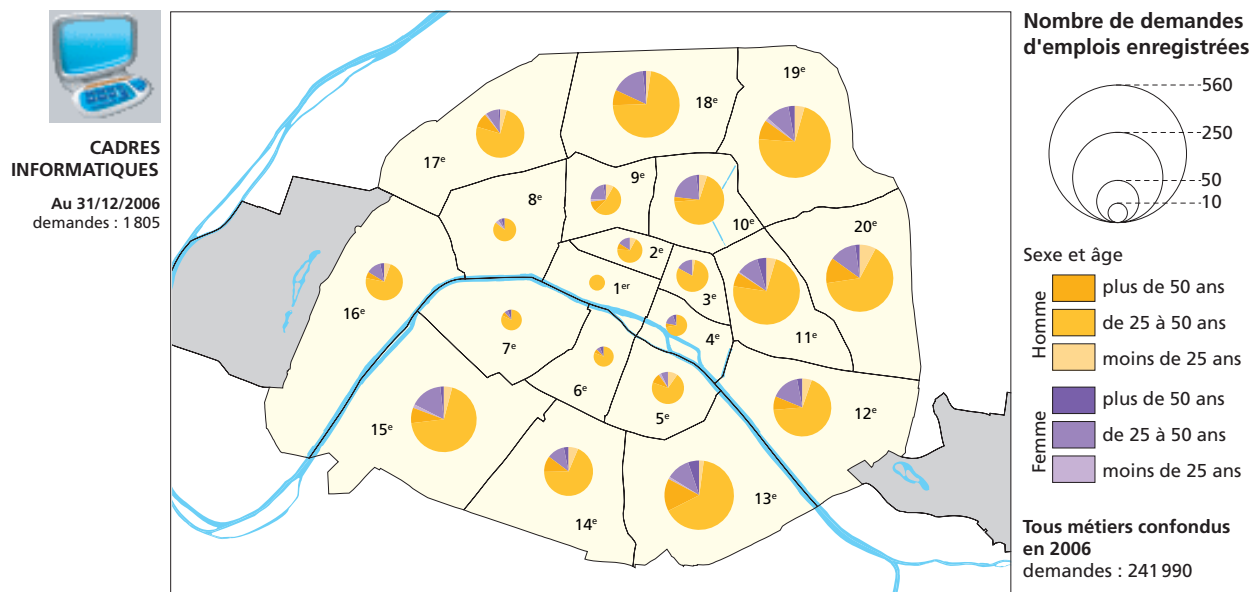 CADRES
INFORMATIQUES
Au 31/12/2006
demandes : 1 805
19e
18e
17e
9e
8e
10e
20e
2e
1er
3e
16e
11e
4e
7e
6e
5e
12e
15e
13e
14e
Nombre de demandes
d'emplois enregistrées
560
250
50
10
Sexe et âge
Homme
plus de 50 ans
de 25 à 50 ans
moins de 25 ans
Femme
plus de 50 ans
de 25 à 50 ans
moins de 25 ans
Tous métiers confondus
en 2006
demandes : 241 990